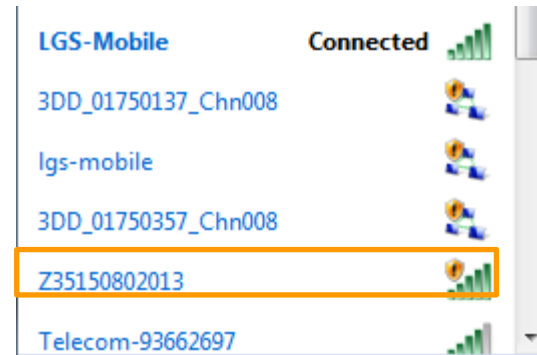 LGS-Mobile Connected
3DD_01750137_Chn008
lgs-mobile
3DD_01750357_Chn008
Z35150802013
Telecom-93662697